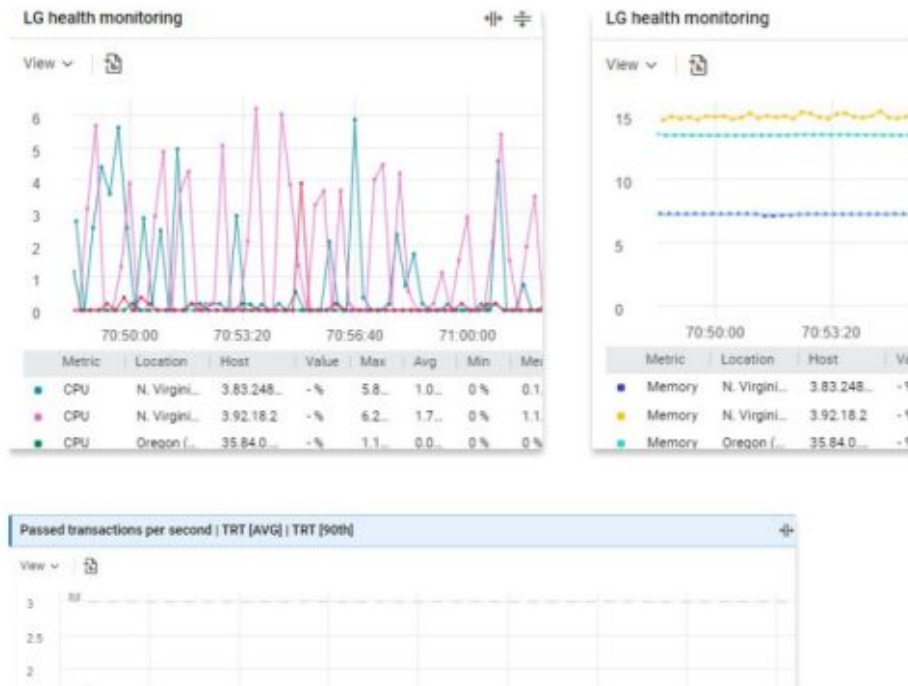 LG health monitoring
View
6
5
4
3
2
1
0
70:50:00 70:53:20 70:56:40 71:00:00
Metric Location Host Value Max Avg Min Me
CPU N. Virgini... 3.83.248... - % 5.8... 1.0... 0 % 0.1
CPU N. Virgini... 3.92.18.2 - % 6.2... 1.7... 0 % 1.1
CPU Oregon (... 35.84.0... - % 1.1... 0.0... 0 % 0 %
LG health monitoring
View
15
10
5
0
70:50:00 70:53:20
Metric Location Host
Memory N. Virgini... 3.83.248...
Memory N. Virgini... 3.92.18.2
Memory Oregon (... 35.84.0...
Passed transactions per second | TRT [AVG] | TRT [90th]
View
3
2.5
2